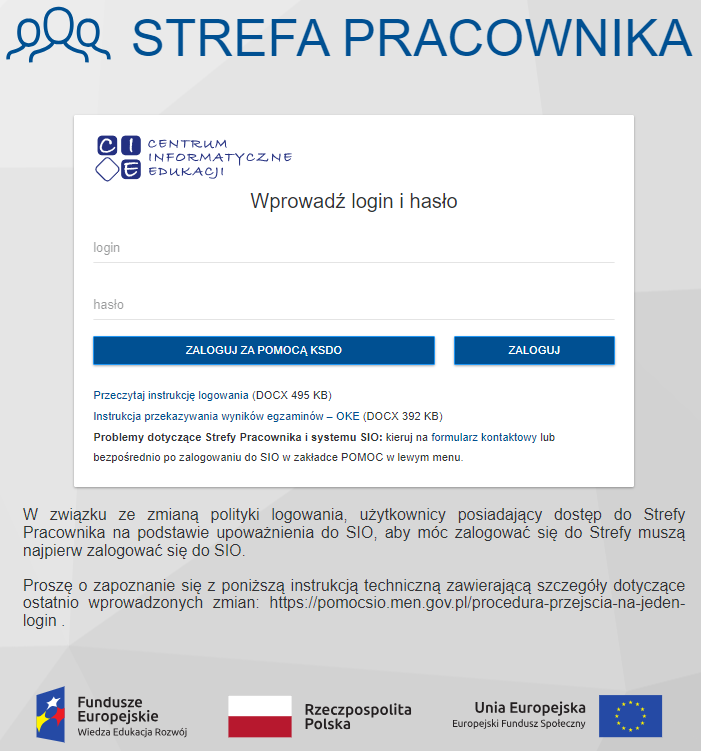 STREFA PRACOWNIKA
C I E
CENTRUM
INFORMATYCZNE
EDUKACJI
Wprowadź login i hasło
login
hasło
ZALOGUJ ZA POMOCĄ KSDO
ZALOGUJ
Przeczytaj instrukcję logowania (DOCX 495 KB)
Instrukcja przekazywania wyników egzaminów – OKE (DOCX 392 KB)
Problemy dotyczące Strefy Pracownika i systemu SIO: kieruj na formularz kontaktowy lub
bezpośrednio po zalogowaniu do SIO w zakładce POMOC w lewym menu.
W związku ze zmianą polityki logowania, użytkownicy posiadający dostęp do Strefy
Pracownika na podstawie upoważnienia do SIO, aby móc zalogować się do Strefy muszą
najpierw zalogować się do SIO.
Proszę o zapoznanie się z poniższą instrukcją techniczną zawierającą szczegóły dotyczące
ostatnio wprowadzonych zmian: https://pomocsio.men.gov.pl/procedura-przejscia-na-jeden-
login .
Fundusze
Europejskie
Wiedza Edukacja Rozwój
Rzeczpospolita
Polska
Unia Europejska
Europejski Fundusz Społeczny